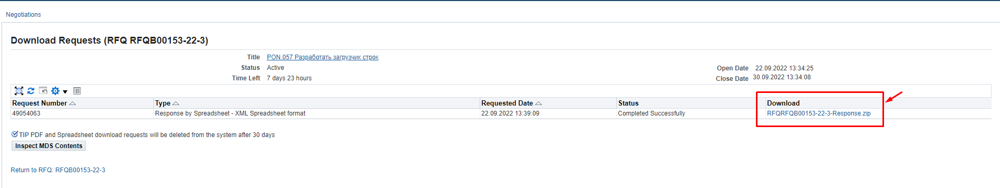 Negotiations
Download Requests (RFQ RFQB00153-22-3)
Title PON.057 Разработать загрузчик строк
Status Active
Open Date 22.09.2022 13:34:25
Time Left 7 days 23 hours
Close Date 30.09.2022 13:34:08
Request Number Type Requested Date Status Download
49054063 Response by Spreadsheet - XML Spreadsheet format 22.09.2022 13:39:09 Completed Successfully RFQRFQB00153-22-3-Response.zip
TIP PDF and Spreadsheet download requests will be deleted from the system after 30 days
Inspect MDS Contents
Return to RFQ: RFQB00153-22-3